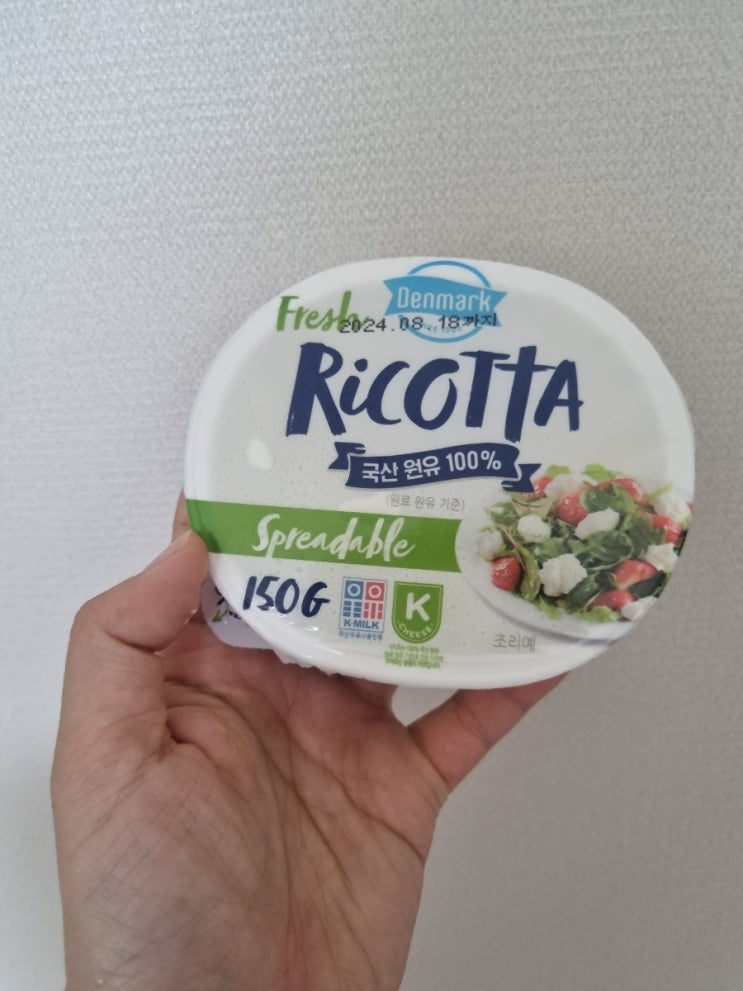 Fresh
Denmark
2024.08.18까지
RICOTTA
국산 원유 100%
(원료 원유 기준)
Spreadable
150G
K·MILK
K
CHEESE
조리예